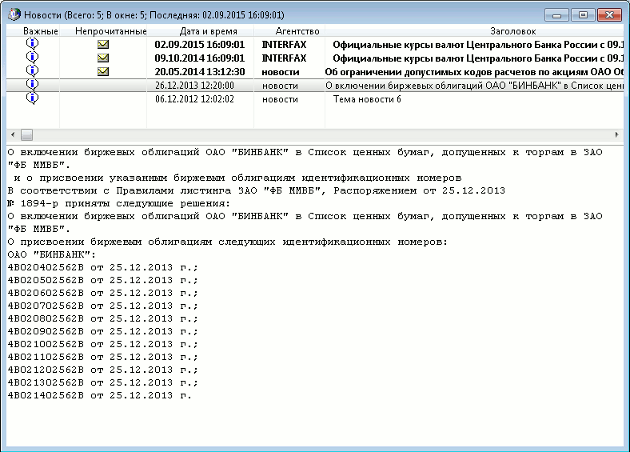 Новости (Всего: 5; В окне: 5; Последняя: 02.09.2015 16:09:01)
Важные Непрочитанные Дата и время Агентство Заголовок
02.09.2015 16:09:01 INTERFAX Официальные курсы валют Центрального Банка России с 09.1
09.10.2014 16:09:01 INTERFAX Официальные курсы валют Центрального Банка России с 09.1
20.05.2014 13:12:30 новости Об ограничении допустимых кодов расчетов по акциям ОАО Об
26.12.2013 12:20:00 новости О включении биржевых облигаций ОАО "БИНБАНК" в Список ценн
06.12.2012 12:02:02 новости Тема новости 6
О включении биржевых облигаций ОАО "БИНБАНК" в Список ценных бумаг, допущенных к торгам в ЗАО
"ФБ ММВБ".
и о присвоении указанным биржевым облигациям идентификационных номеров
В соответствии с Правилами листинга ЗАО "ФБ ММВБ", Распоряжением от 25.12.2013
№ 1894-р приняты следующие решения:
О включении биржевых облигаций ОАО "БИНБАНК" в Список ценных бумаг, допущенных к торгам в ЗАО
"ФБ ММВБ".
О присвоении биржевым облигациям следующих идентификационных номеров:
ОАО "БИНБАНК":
4B020402562B от 25.12.2013 г.;
4B020502562B от 25.12.2013 г.;
4B020602562B от 25.12.2013 г.;
4B020702562B от 25.12.2013 г.;
4B020802562B от 25.12.2013 г.;
4B020902562B от 25.12.2013 г.;
4B021002562B от 25.12.2013 г.;
4B021102562B от 25.12.2013 г.;
4B021202562B от 25.12.2013 г.;
4B021302562B от 25.12.2013 г.;
4B021402562B от 25.12.2013 г.